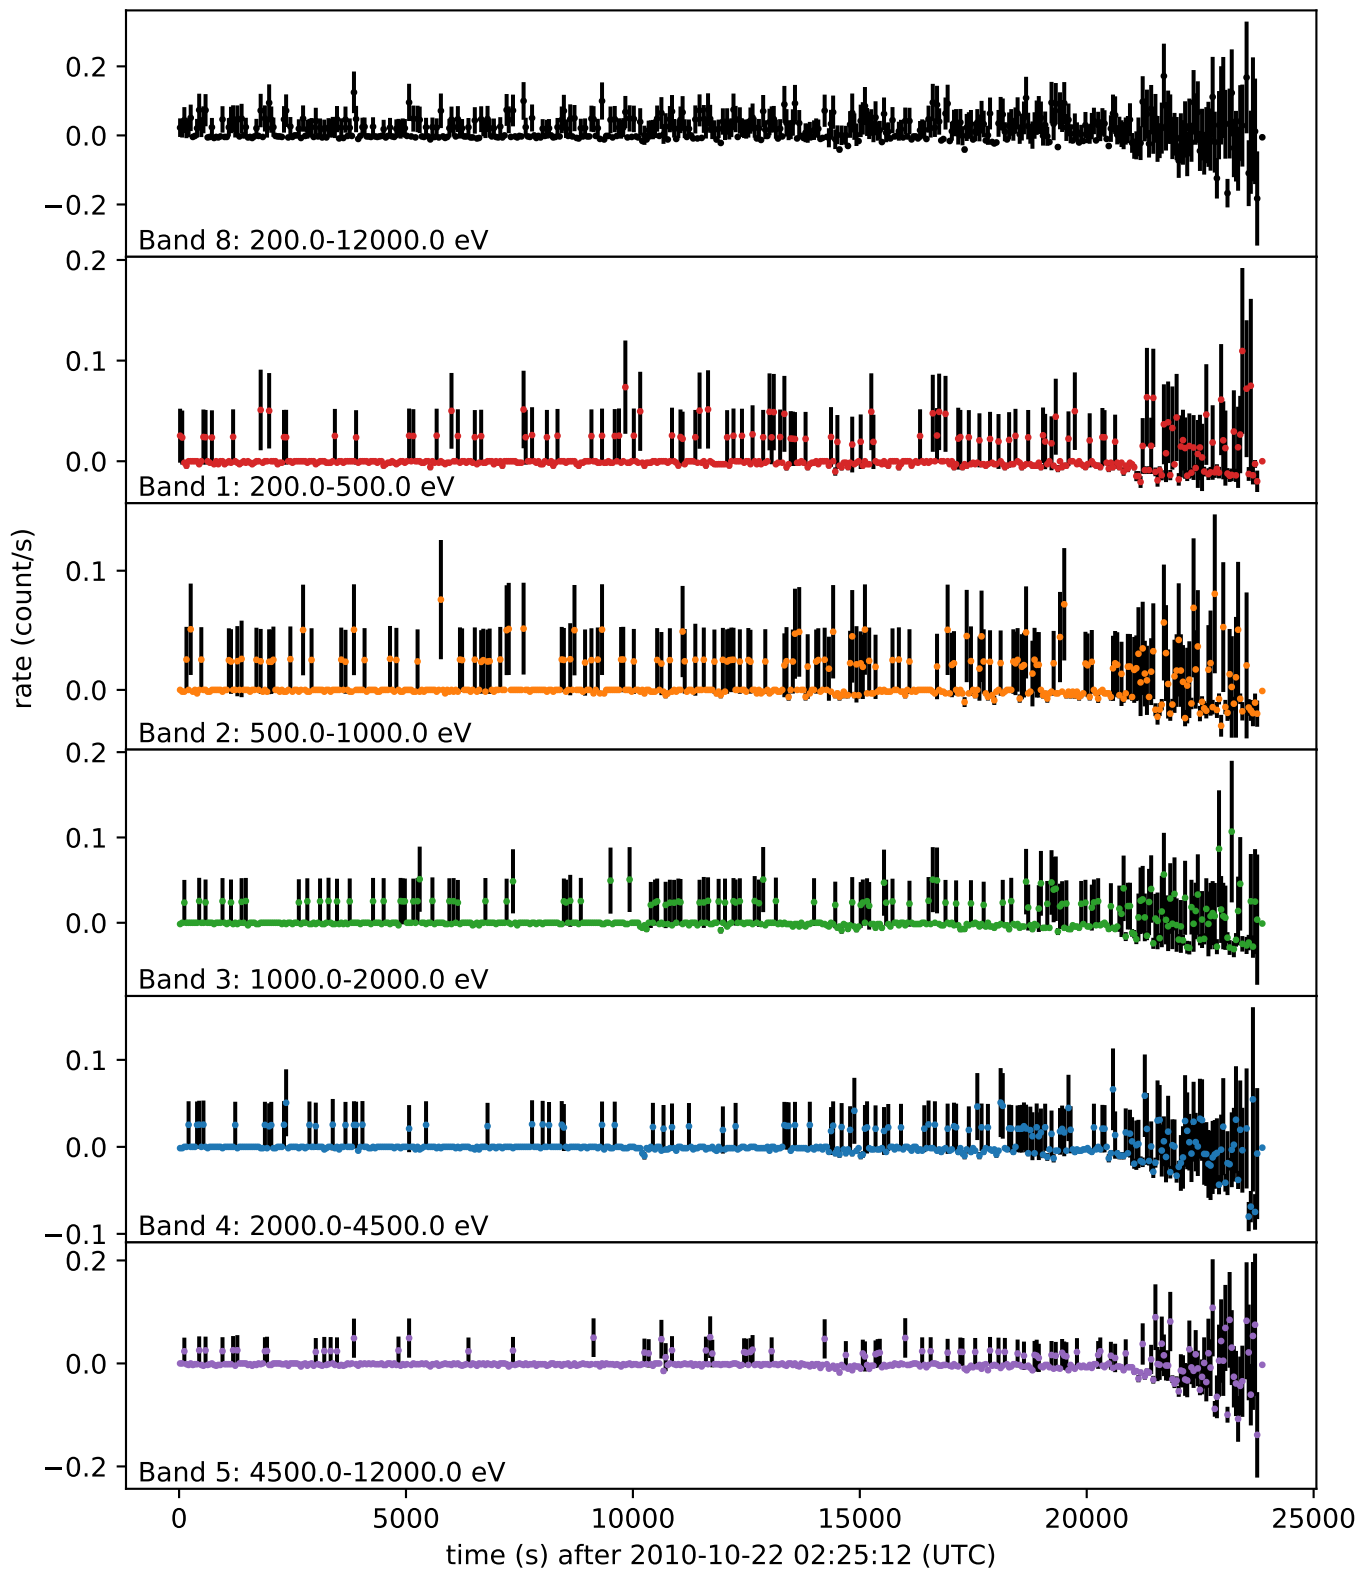 0.2
0.0
−0.2
Band 8: 200.0-12000.0 eV
0.2
0.1
0.0
Band 1: 200.0-500.0 eV
rate (count/s)
0.1
0.0
Band 2: 500.0-1000.0 eV
0.2
0.1
0.0
Band 3: 1000.0-2000.0 eV
0.1
0.0
−0.1
Band 4: 2000.0-4500.0 eV
0.2
0.0
−0.2
Band 5: 4500.0-12000.0 eV
0 5000 10000 15000 20000 25000
time (s) after 2010-10-22 02:25:12 (UTC)